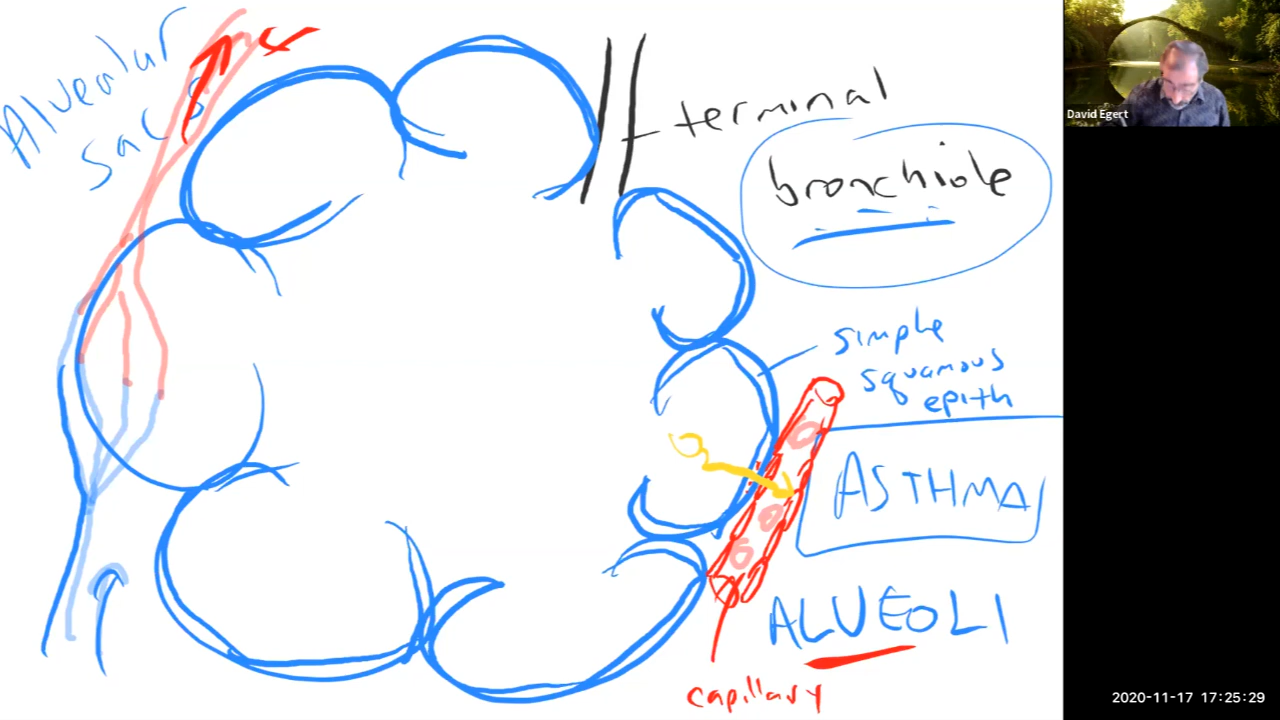 Alveolar
sacs
terminal
bronchiole
simple
squamous
epith
ASTHMA
ALVEOLI
capillary
David Egert
2020-11-17 17:25:29